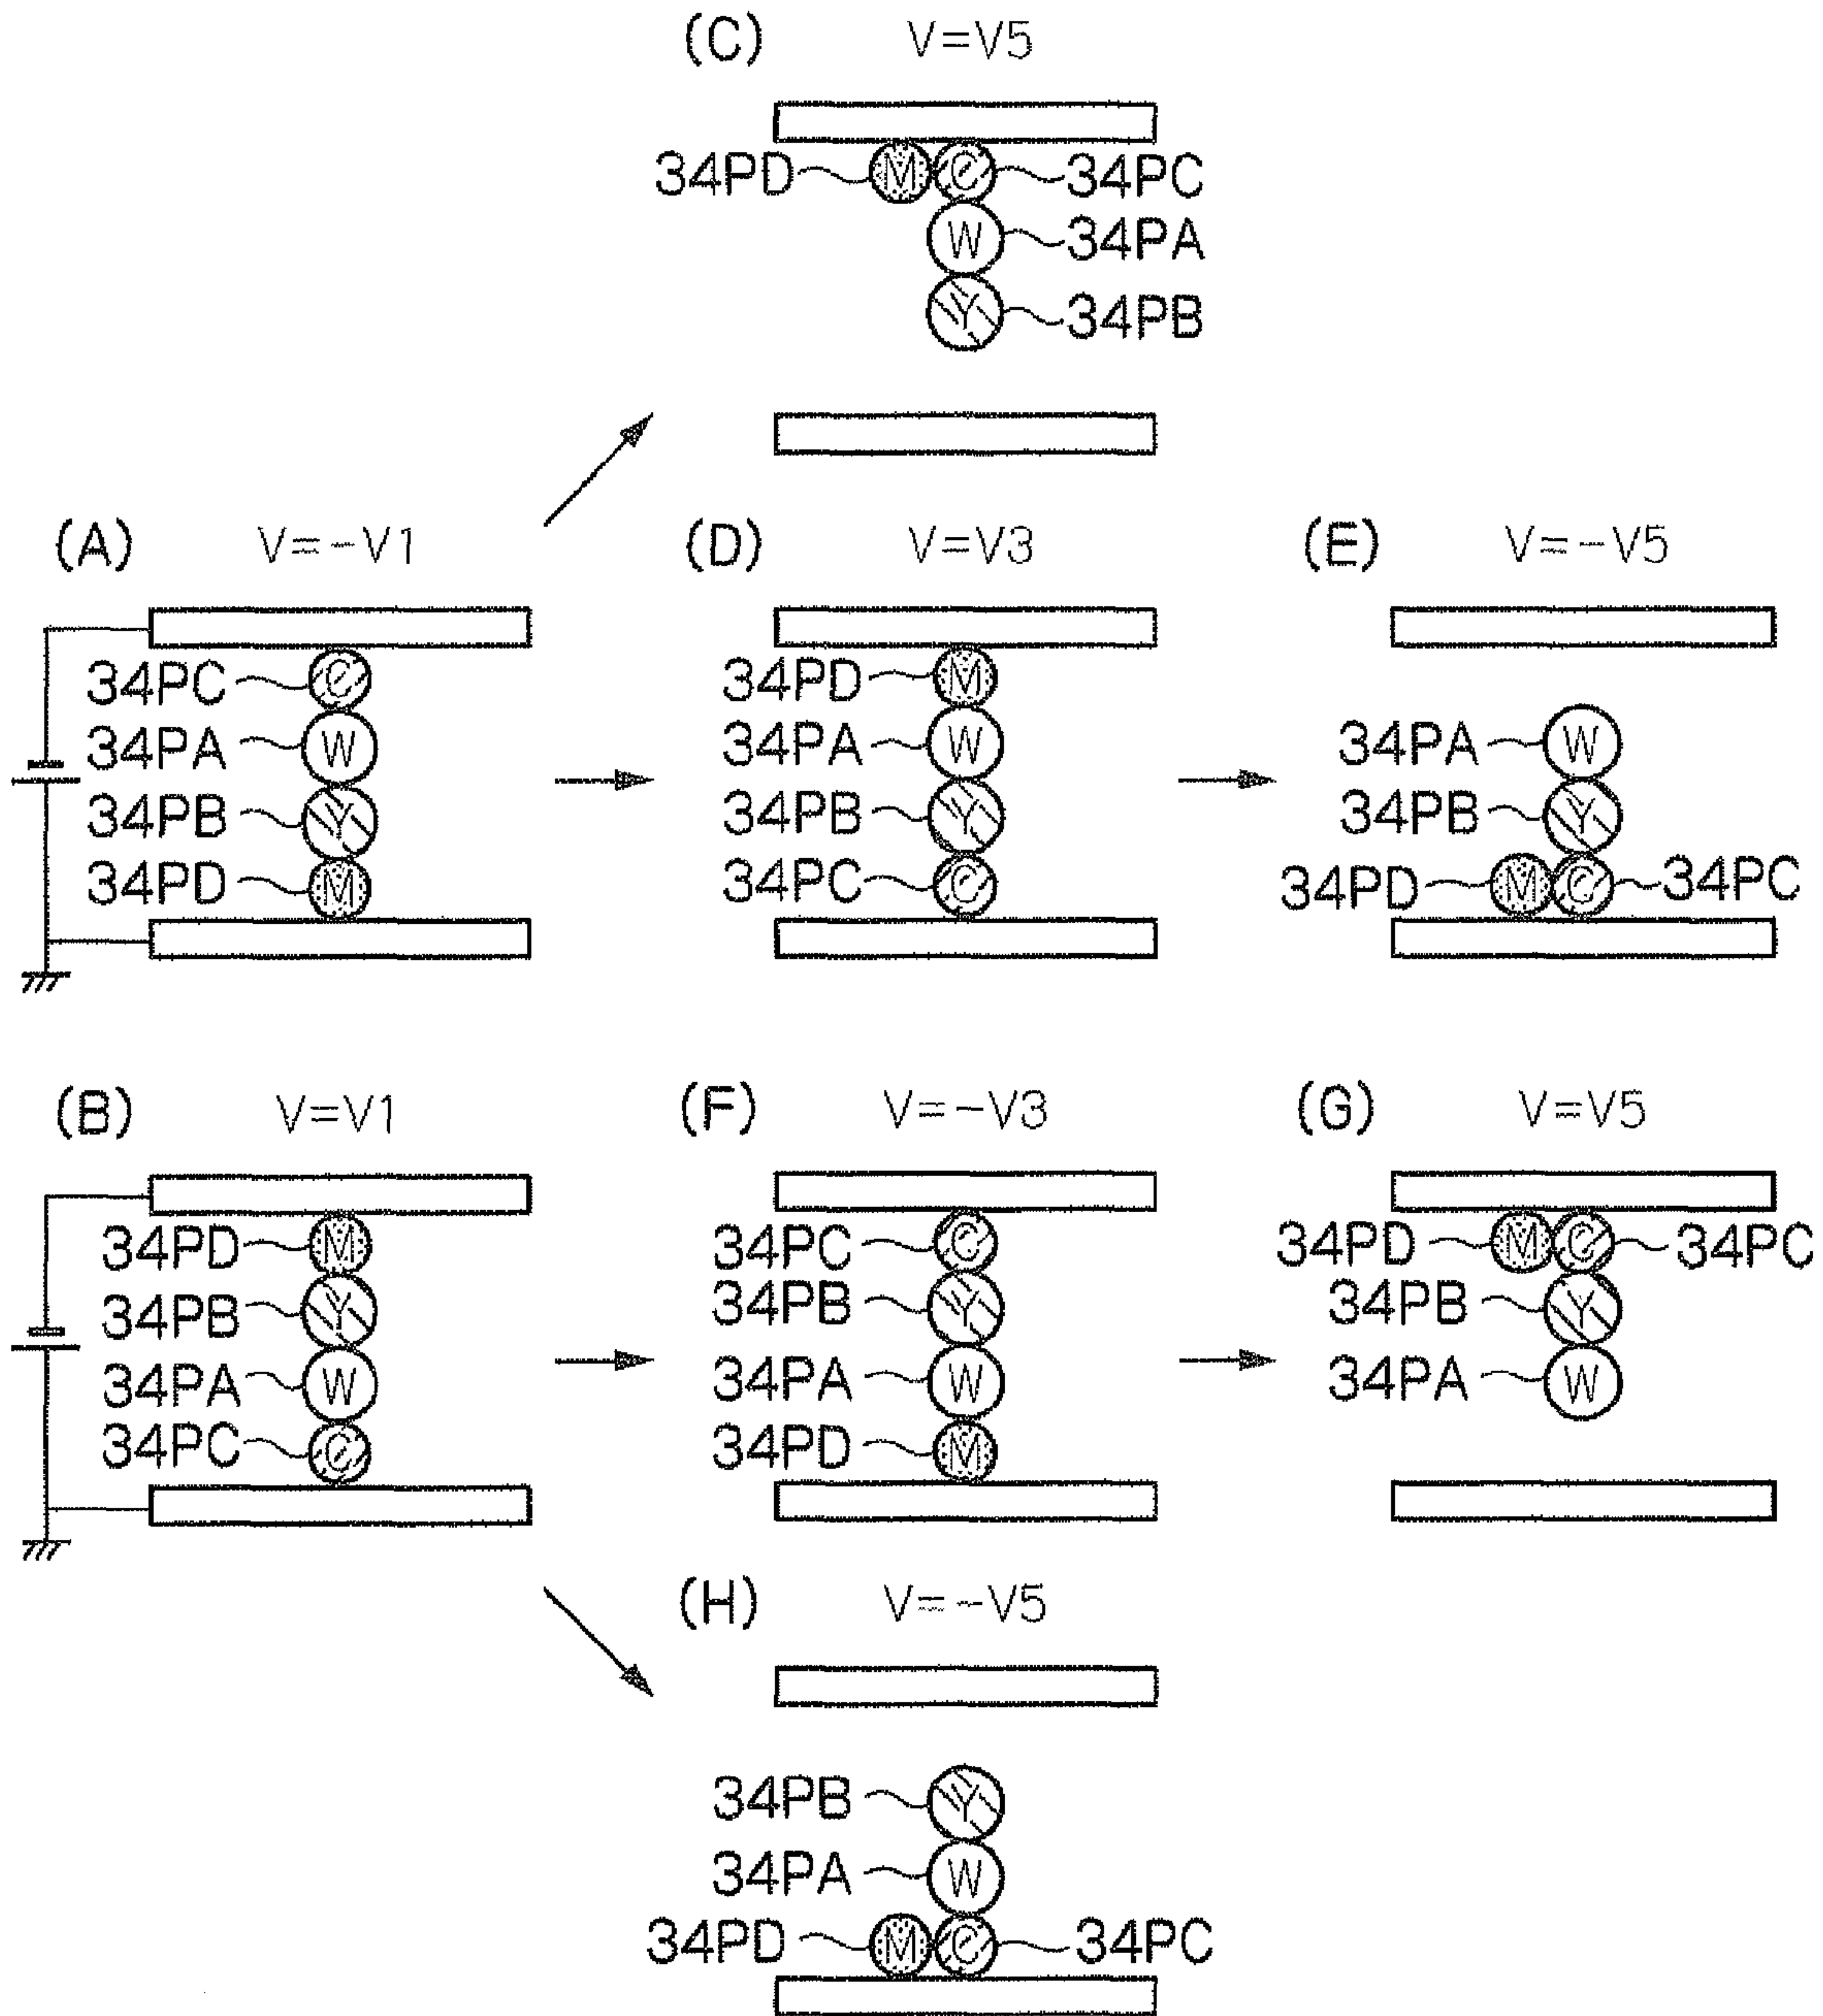 (C) V=V5
34PD M C 34PC
W 34PA
Y 34PB
(A) V=-V1
34PC C
34PA W
34PB Y
34PD M
(D) V=V3
34PD M
34PA W
34PB Y
34PC C
(E) V=-V5
34PA W
34PB Y
34PD M C 34PC
(B) V=V1
34PD M
34PB Y
34PA W
34PC C
(F) V=-V3
34PC C
34PB Y
34PA W
34PD M
(G) V=V5
34PD M C 34PC
34PB Y
34PA W
(H) V=-V5
34PB Y
34PA W
34PD M C 34PC